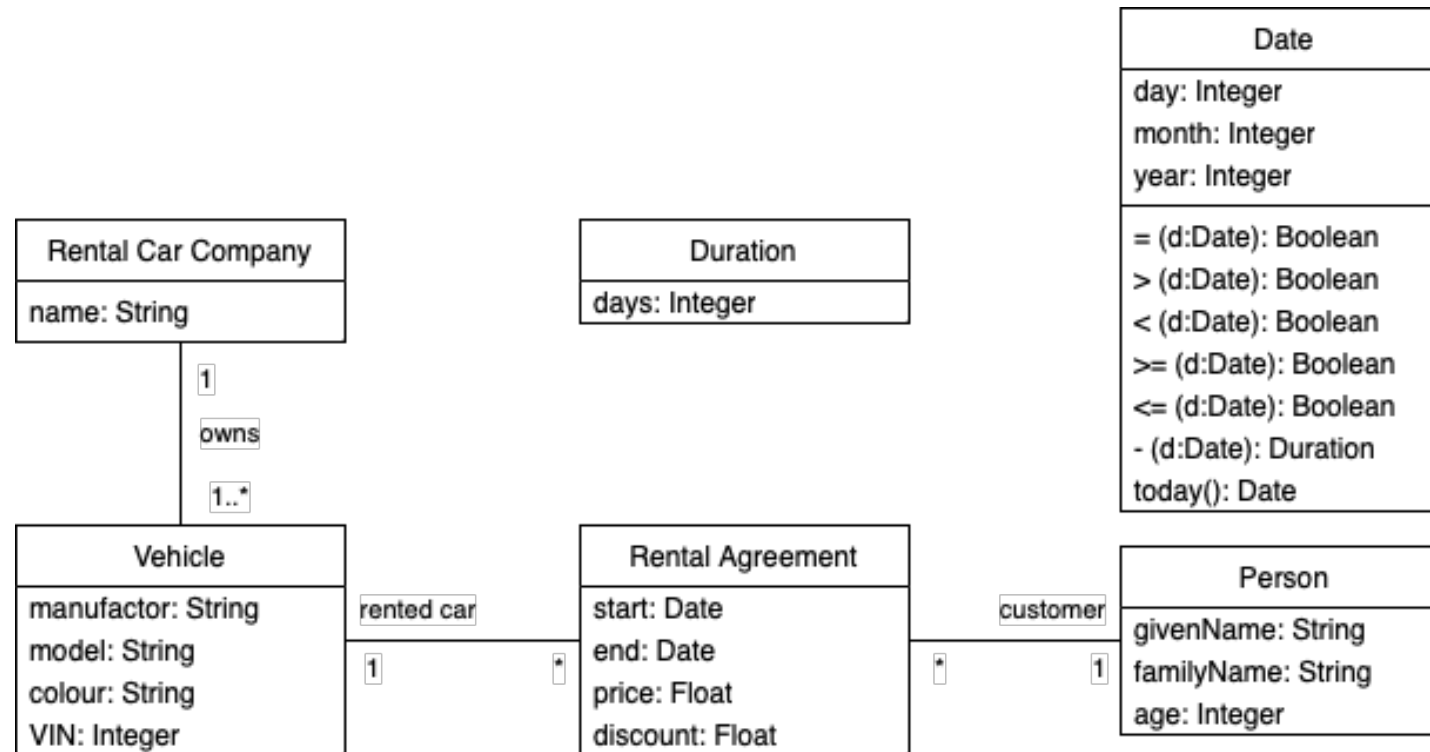 Date
day: Integer
month: Integer
year: Integer
= (d:Date): Boolean
> (d:Date): Boolean
< (d:Date): Boolean
>= (d:Date): Boolean
<= (d:Date): Boolean
- (d:Date): Duration
today(): Date
Rental Car Company
name: String
Duration
days: Integer
1
owns
1..*
Vehicle
manufactor: String
model: String
colour: String
VIN: Integer
rented car
1
*
Rental Agreement
start: Date
end: Date
price: Float
discount: Float
customer
*
1
Person
givenName: String
familyName: String
age: Integer